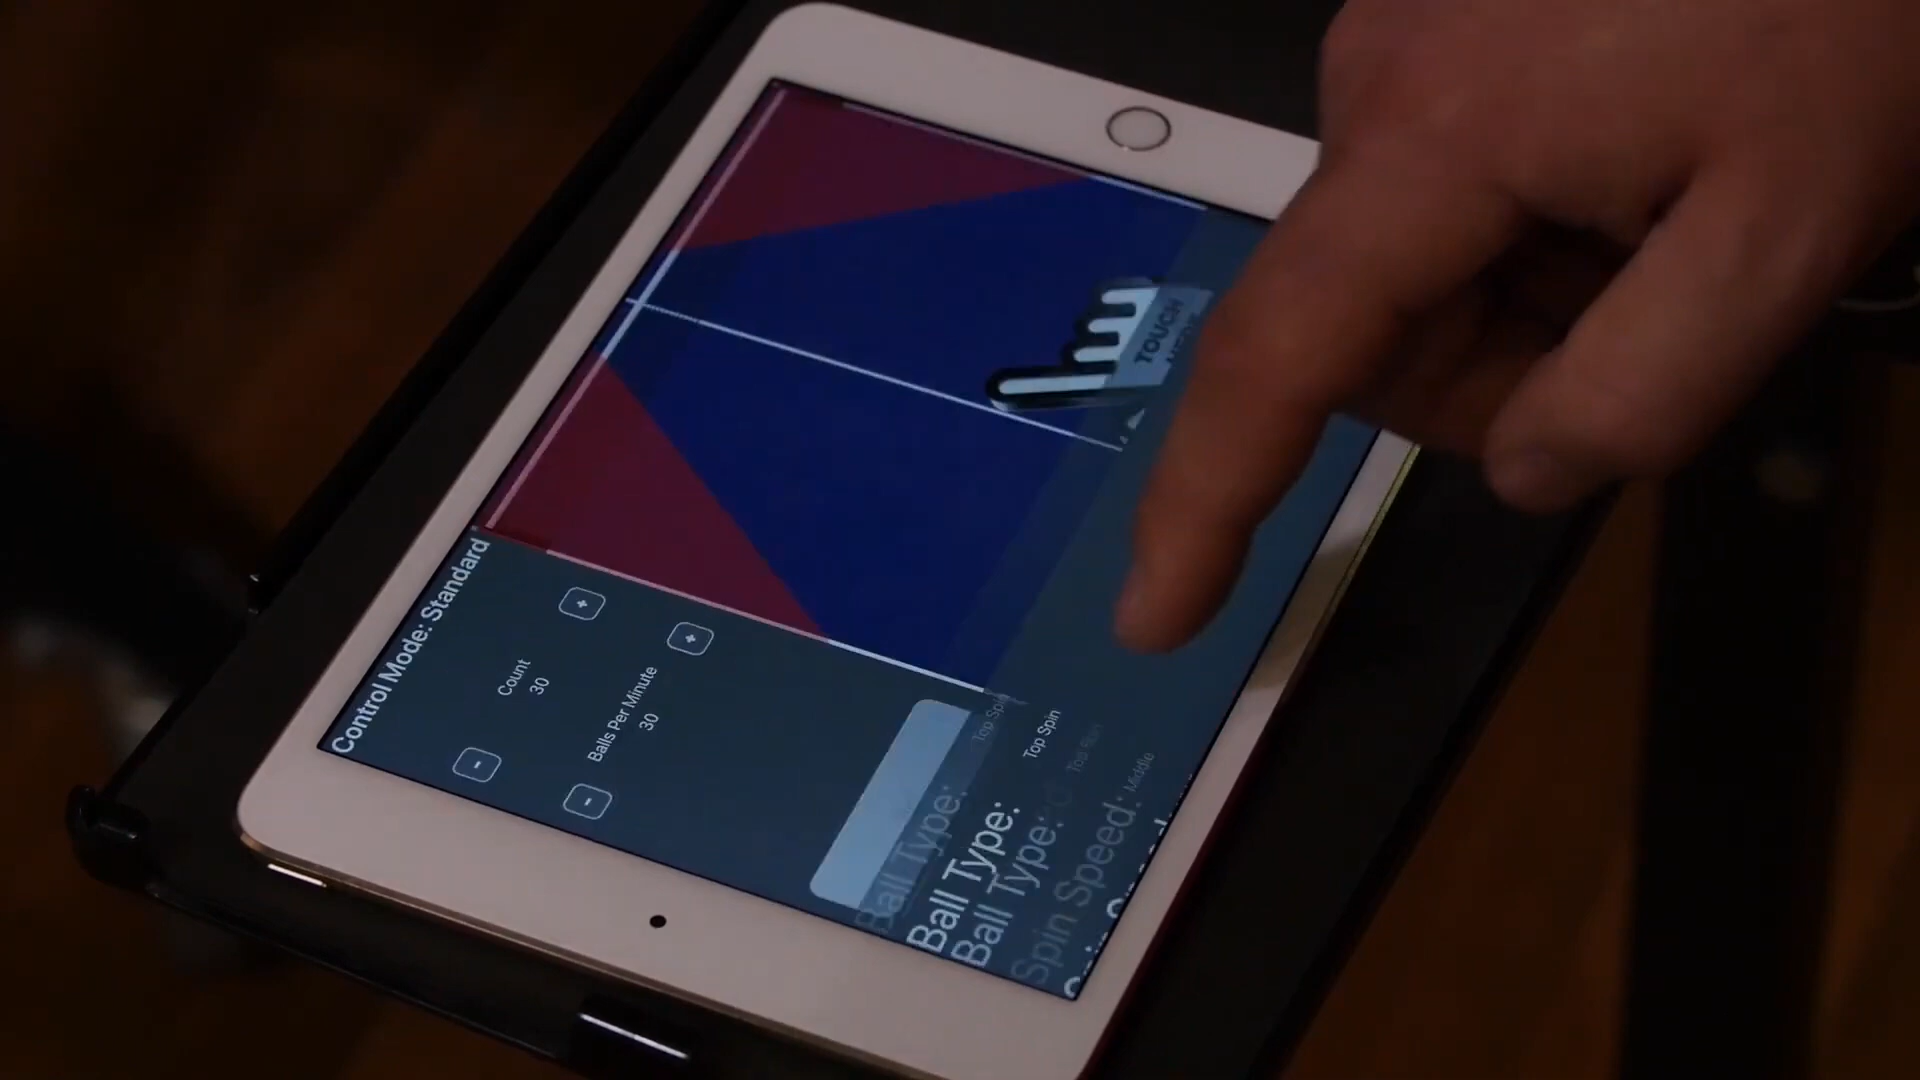 TOUCH
Control Mode: Standard
+
Count
30
-
+
Balls Per Minute
30
-
Ball Type: Top Spin
Ball Type: Top Spin
Ball Type: Top Spin
Spin Speed: Middle